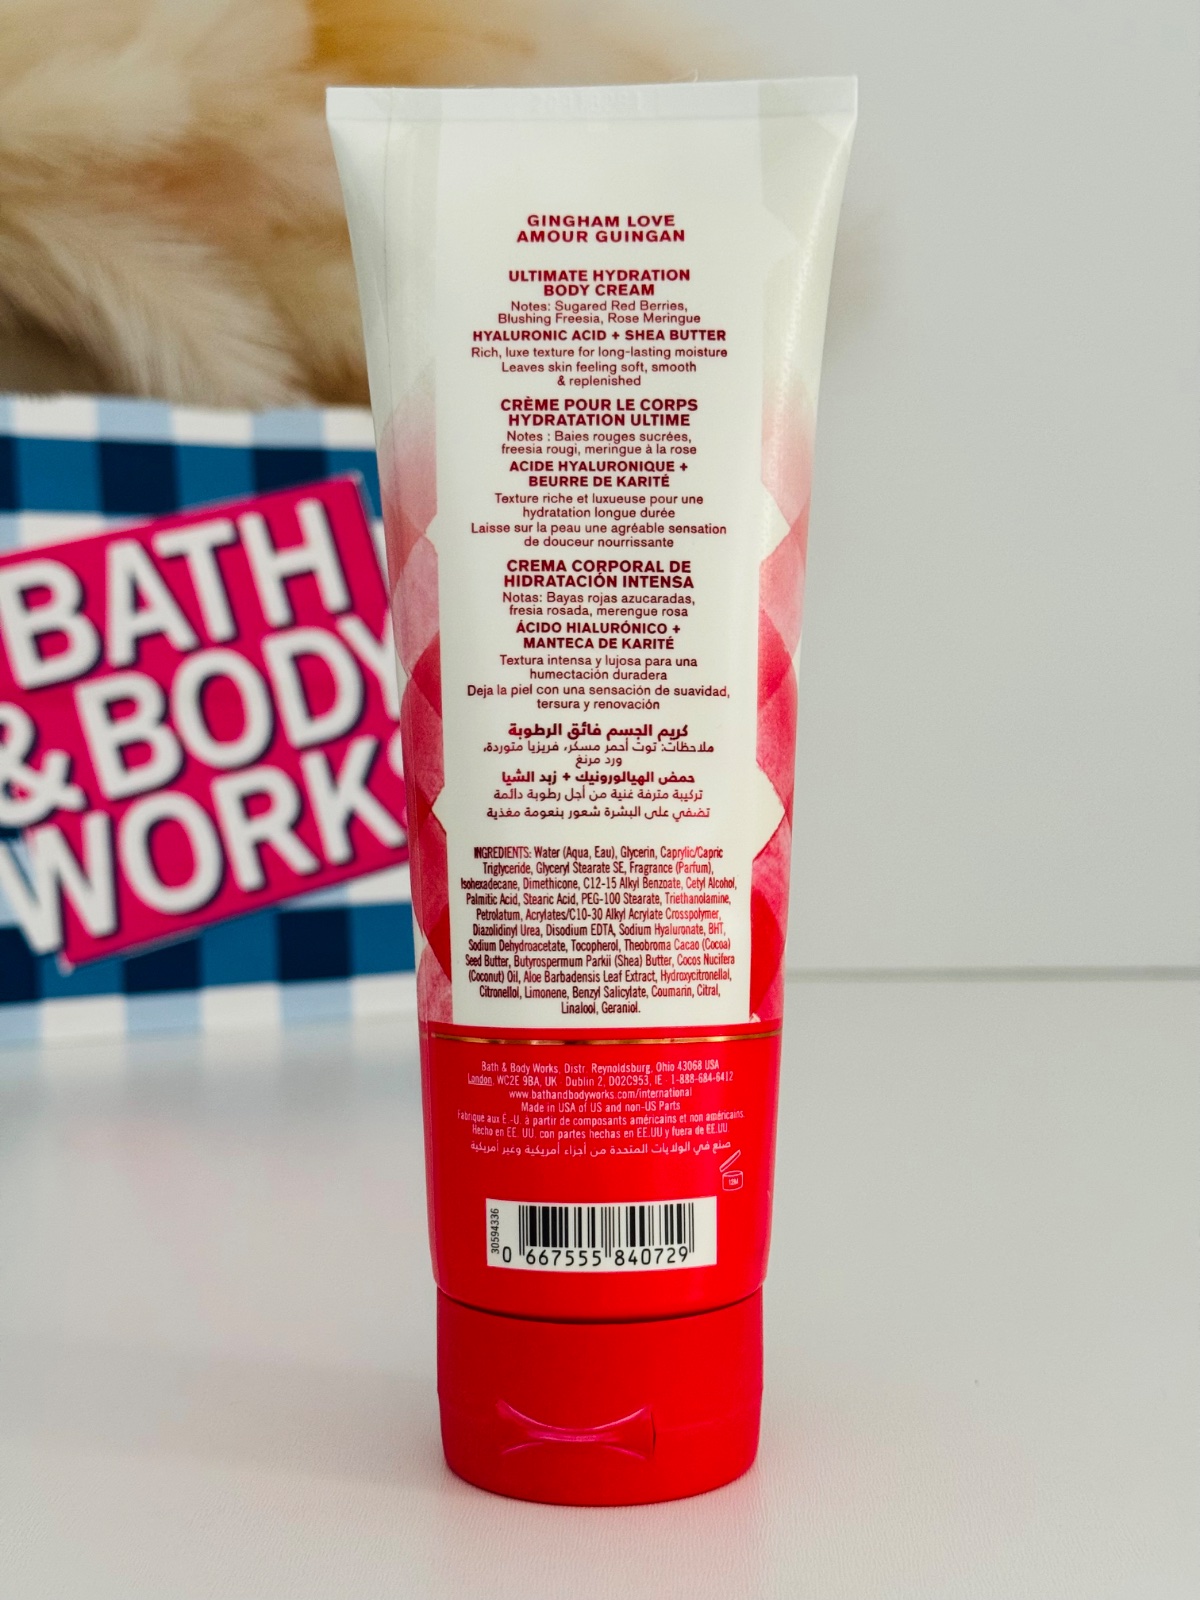 GINGHAM LOVE
AMOUR GUINGAN
ULTIMATE HYDRATION
BODY CREAM
Notes: Sugared Red Berries,
Blushing Freesia, Rose Meringue
HYALURONIC ACID + SHEA BUTTER
Rich, luxe texture for long-lasting moisture
Leaves skin feeling soft, smooth
& replenished
CRÈME POUR LE CORPS
HYDRATATION ULTIME
Notes : Baies rouges sucrées,
freesia rougi, meringue à la rose
ACIDE HYALURONIQUE +
BEURRE DE KARITÉ
Texture riche et luxueuse pour une
hydratation longue durée
Laisse sur la peau une agréable sensation
de douceur nourrissante
CREMA CORPORAL DE
HIDRATACIÓN INTENSA
Notas: Bayas rojas azucaradas,
fresia rosada, merengue rosa
ÁCIDO HIALURÓNICO +
MANTECA DE KARITÉ
Textura intensa y lujosa para una
humectación duradera
Deja la piel con una sensación de suavidad,
tersura y renovación
كريم الجسم فائق الرطوبة
ملاحظات: توت أحمر مسكر، فريزيا متوردة،
ورد مرنغ
حمض الهيالورونيك + زبد الشيا
تركيبة مترفة غنية من أجل رطوبة دائمة
تضفي على البشرة شعور بنعومة مغذية
INGREDIENTS: Water (Aqua, Eau), Glycerin, Caprylic/Capric
Triglyceride, Glyceryl Stearate SE, Fragrance (Parfum),
Isohexadecane, Dimethicone, C12-15 Alkyl Benzoate, Cetyl Alcohol,
Palmitic Acid, Stearic Acid, PEG-100 Stearate, Triethanolamine,
Petrolatum, Acrylates/C10-30 Alkyl Acrylate Crosspolymer,
Diazolidinyl Urea, Disodium EDTA, Sodium Hyaluronate, BHT,
Sodium Dehydroacetate, Tocopherol, Theobroma Cacao (Cocoa)
Seed Butter, Butyrospermum Parkii (Shea) Butter, Cocos Nucifera
(Coconut) Oil, Aloe Barbadensis Leaf Extract, Hydroxycitronellal,
Citronellol, Limonene, Benzyl Salicylate, Coumarin, Citral,
Linalool, Geraniol.
Bath & Body Works, Distr. Reynoldsburg, Ohio 43068 USA
London, WC2E 9BA, UK · Dublin 2, D02C953, IE · 1-888-684-6412
www.bathandbodyworks.com/international
Made in USA of US and non-US Parts
Fabriqué aux É.-U. à partir de composants américains et non américains.
Hecho en EE. UU. con partes hechas en EE.UU y fuera de EE.UU.
صنع في الولايات المتحدة من أجزاء أمريكية وغير أمريكية
12M
30594336
0 667555 840729
BATH
& BODY
WORKS